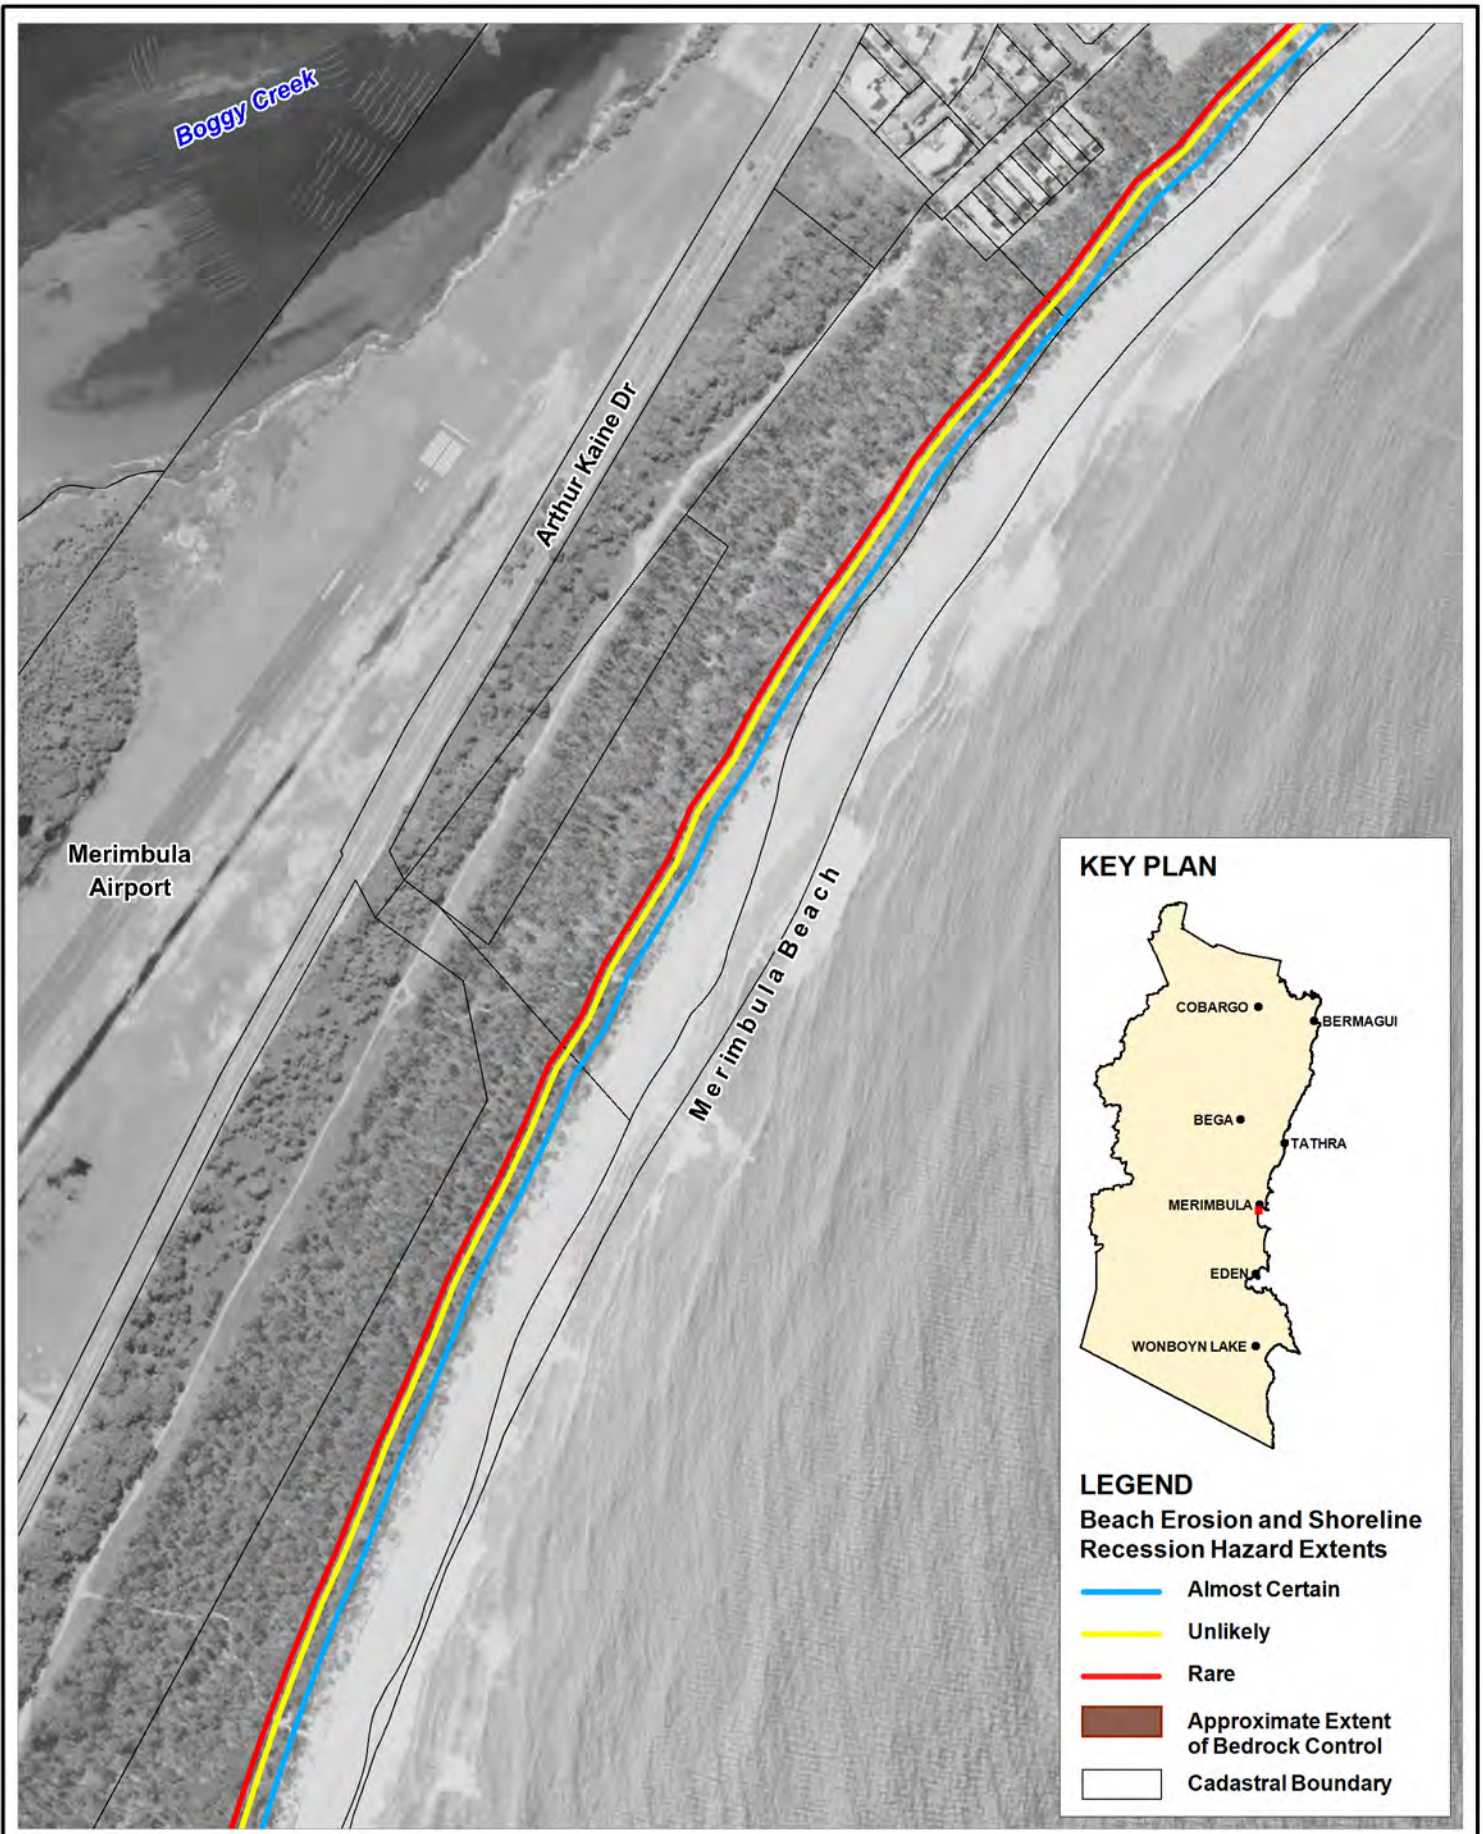 Boggy Creek
Arthur Kaine Dr
Merimbula
Airport
Merimbula Beach
KEY PLAN
COBARGO
BERMAGUI
BEGA
TATHRA
MERIMBULA
EDEN
WONBOYN LAKE
LEGEND
Beach Erosion and Shoreline
Recession Hazard Extents
Almost Certain
Unlikely
Rare
Approximate Extent
of Bedrock Control
Cadastral Boundary